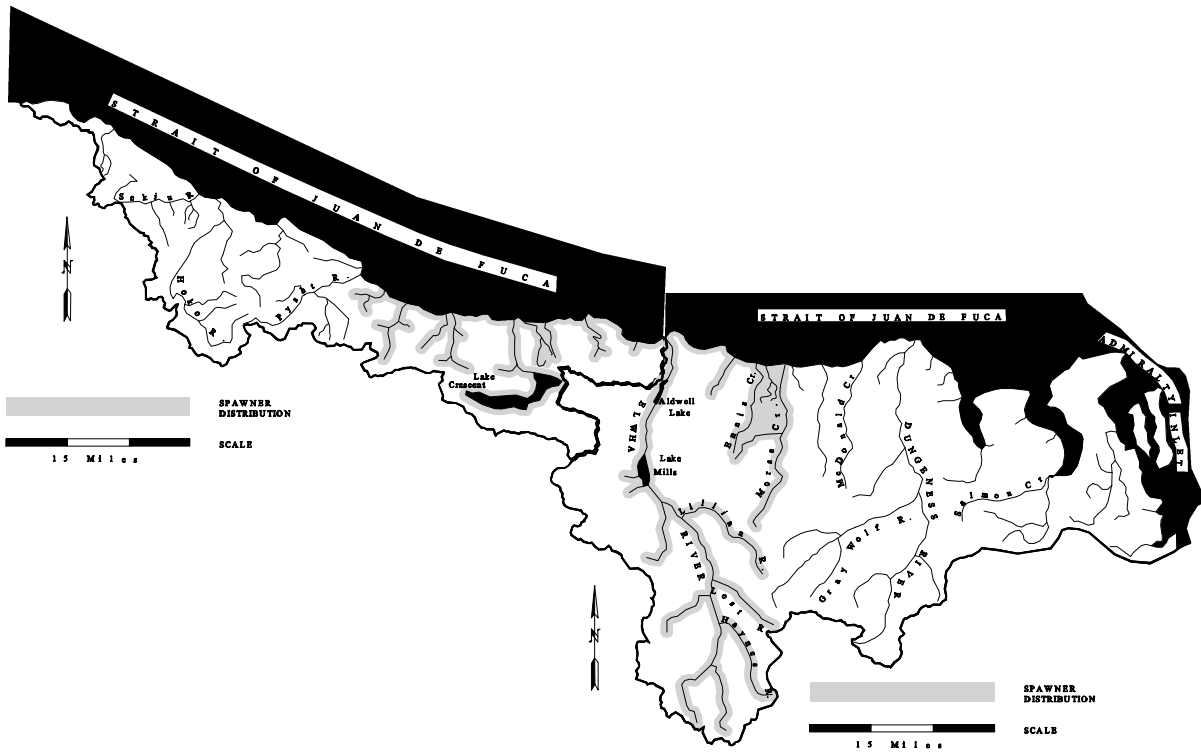 STRAIT OF JUAN DE FUCA
Sekiu R.
N
HOKO R.
Pysht R.
Lake
Crescent
SPAWNER
DISTRIBUTION
SCALE
15 Miles
STRAIT OF JUAN DE FUCA
ADMIRALTY INLET
ELWHA
Aldwell
Lake
Ennis Cr.
Morse Cr.
McDonald Cr
DUNGENESS
Lake
Mills
Salmon Cr
Lillian R.
RIVER
Gray Wolf R.
RIVER
Lost R
Hayes R.
N
SPAWNER
DISTRIBUTION
SCALE
15 Miles